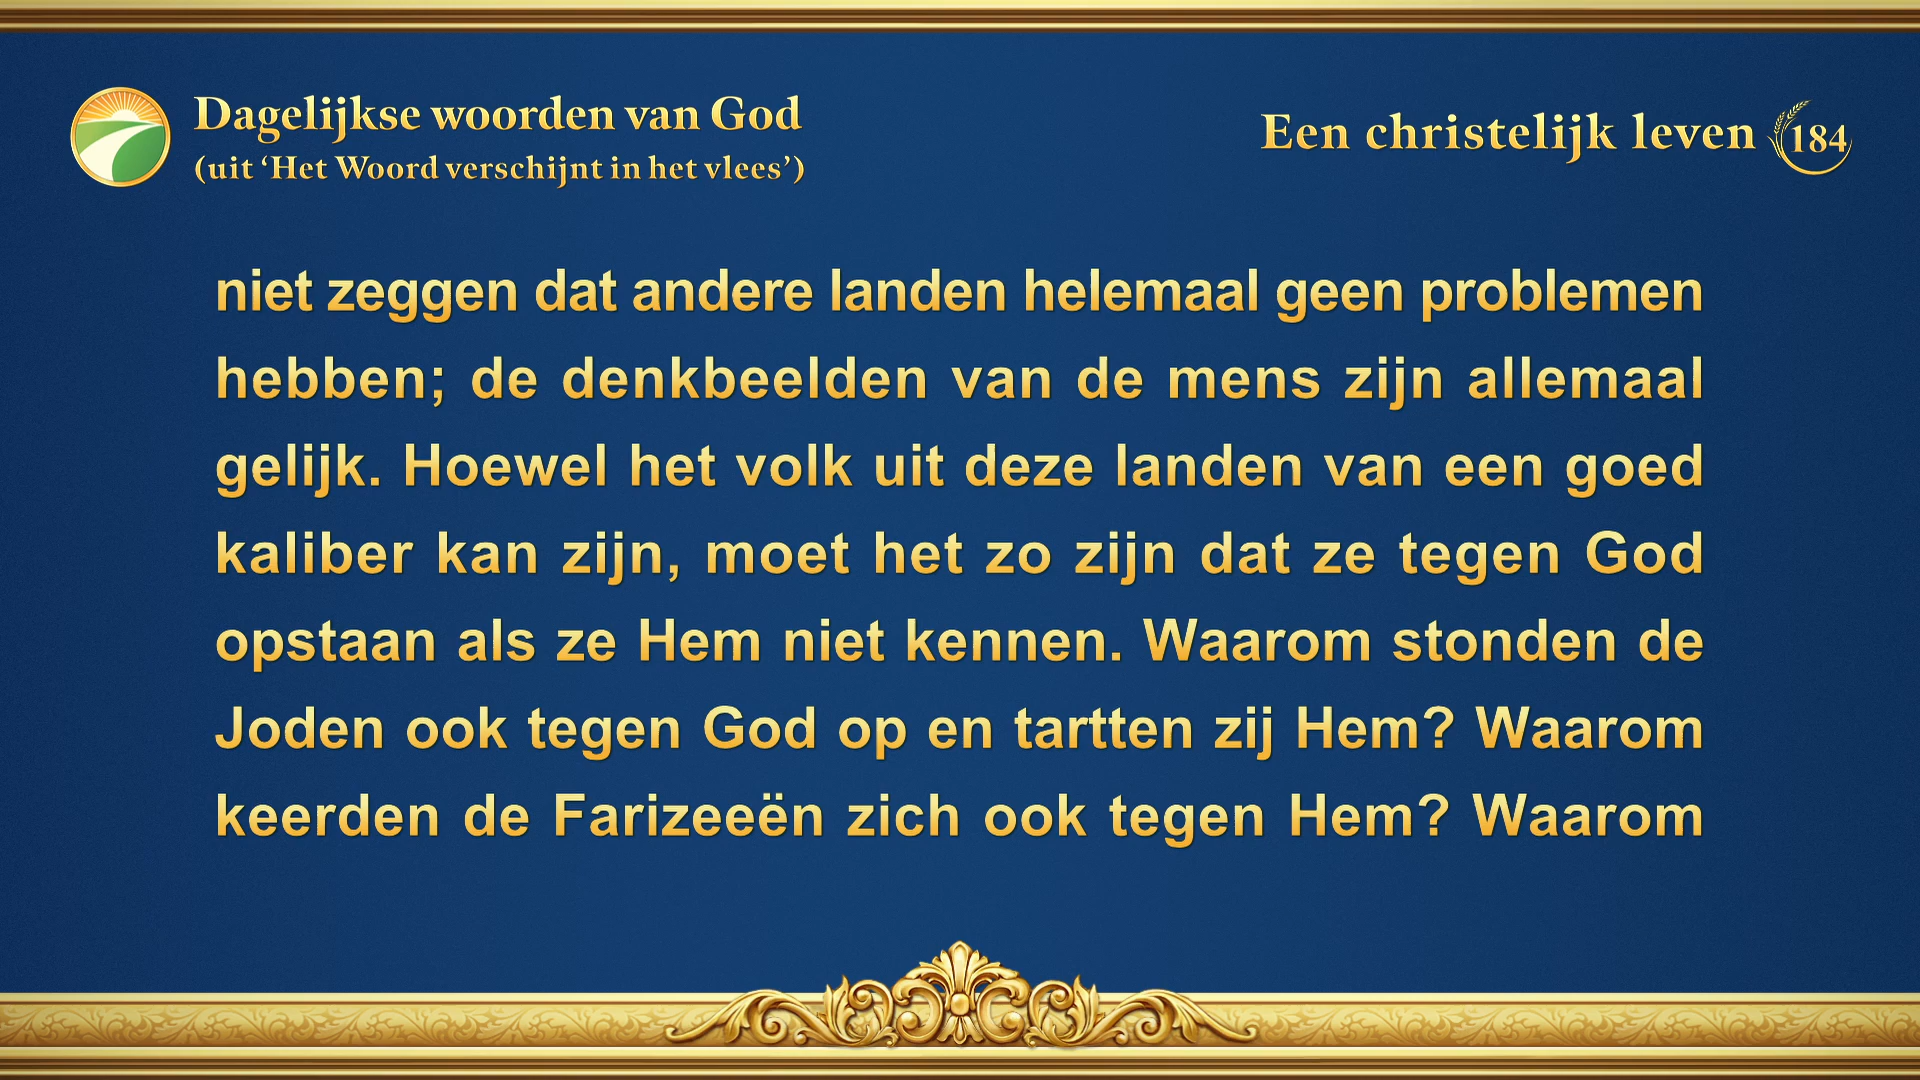 Dagelijkse woorden van God
(uit ‘Het Woord verschijnt in het vlees’)
Een christelijk leven 184
niet zeggen dat andere landen helemaal geen problemen
hebben; de denkbeelden van de mens zijn allemaal
gelijk. Hoewel het volk uit deze landen van een goed
kaliber kan zijn, moet het zo zijn dat ze tegen God
opstaan als ze Hem niet kennen. Waarom stonden de
Joden ook tegen God op en tartten zij Hem? Waarom
keerden de Farizeeën zich ook tegen Hem? Waarom